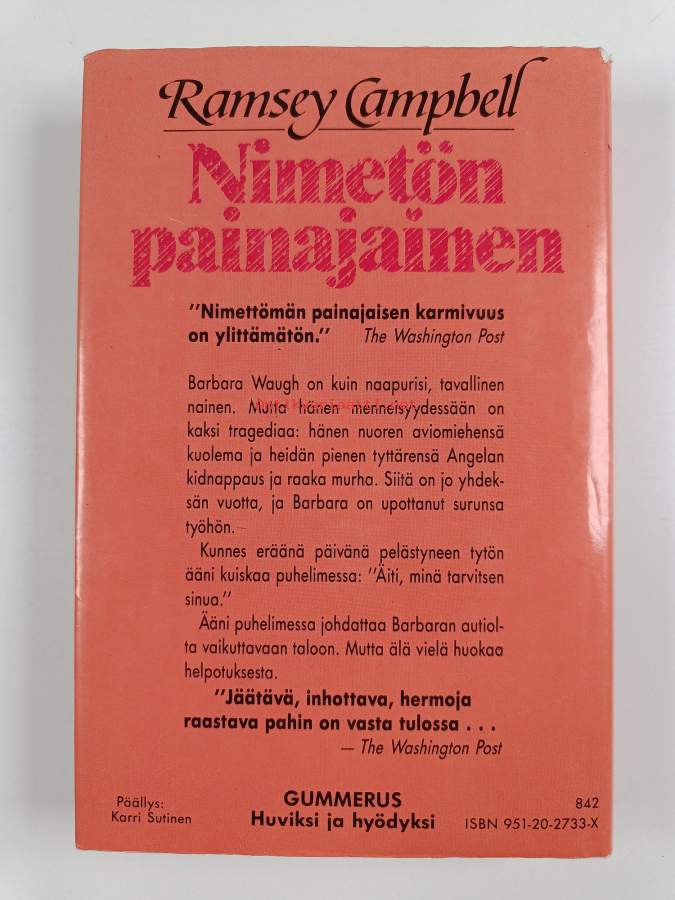 Ramsey Campbell
Nimetön
painajainen
"Nimettömän painajaisen karmivuus
on ylittämätön." The Washington Post
Barbara Waugh on kuin naapurisi, tavallinen
nainen. Mutta hänen menneisyydessään on
kaksi tragediaa: hänen nuoren aviomiehensä
kuolema ja heidän pienen tyttärensä Angelan
kidnappaus ja raaka murha. Siitä on jo yhdek-
sän vuotta, ja Barbara on upottanut surunsa
työhön.
Kunnes eräänä päivänä pelästyneen tytön
ääni kuiskaa puhelimessa: "Äiti, minä tarvitsen
sinua."
Ääni puhelimessa johdattaa Barbaran autiol-
ta vaikuttavaan taloon. Mutta älä vielä huokaa
helpotuksesta.
"Jäätävä, inhottava, hermoja
raastava pahin on vasta tulossa . . .
— The Washington Post
Päällys:
Karri Sutinen
GUMMERUS
Huviksi ja hyödyksi
842
ISBN 951-20-2733-X